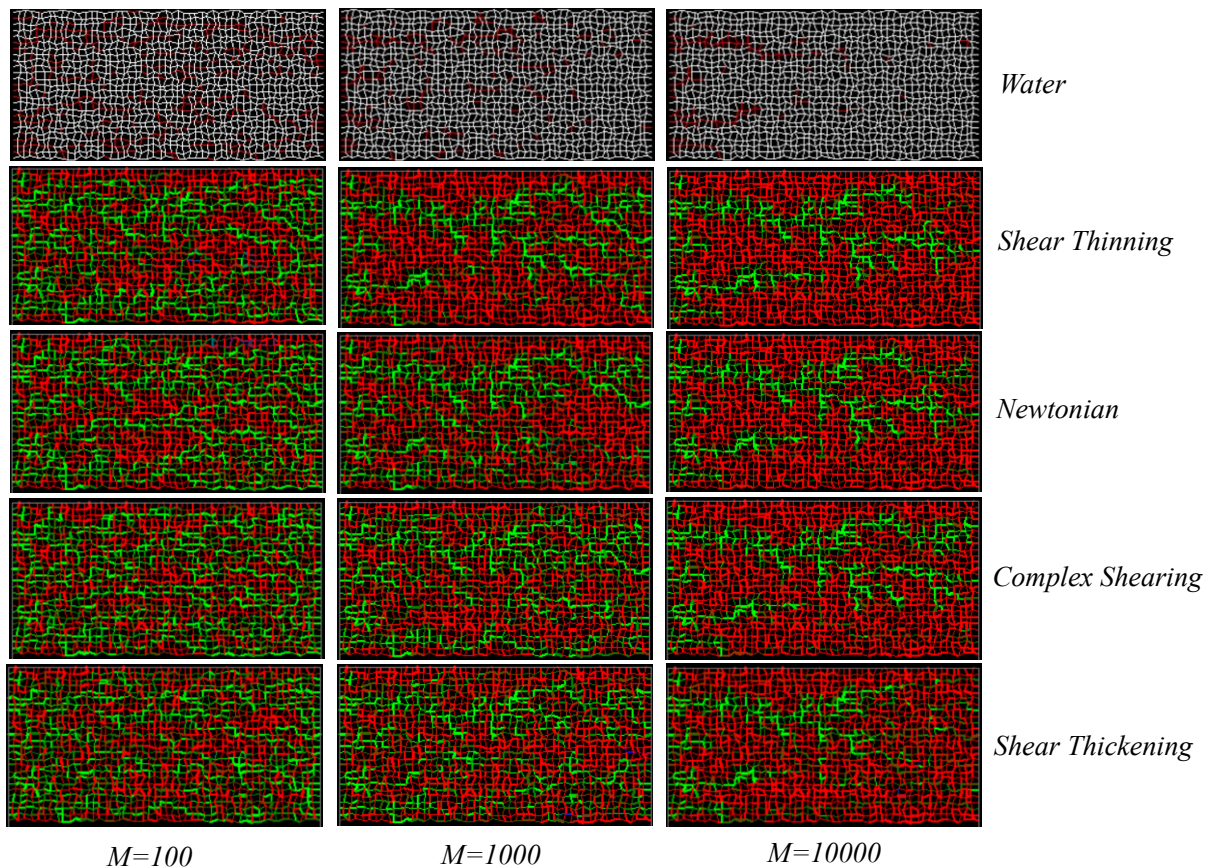 Water
Shear Thinning
Newtonian
Complex Shearing
Shear Thickening
M=100
M=1000
M=10000